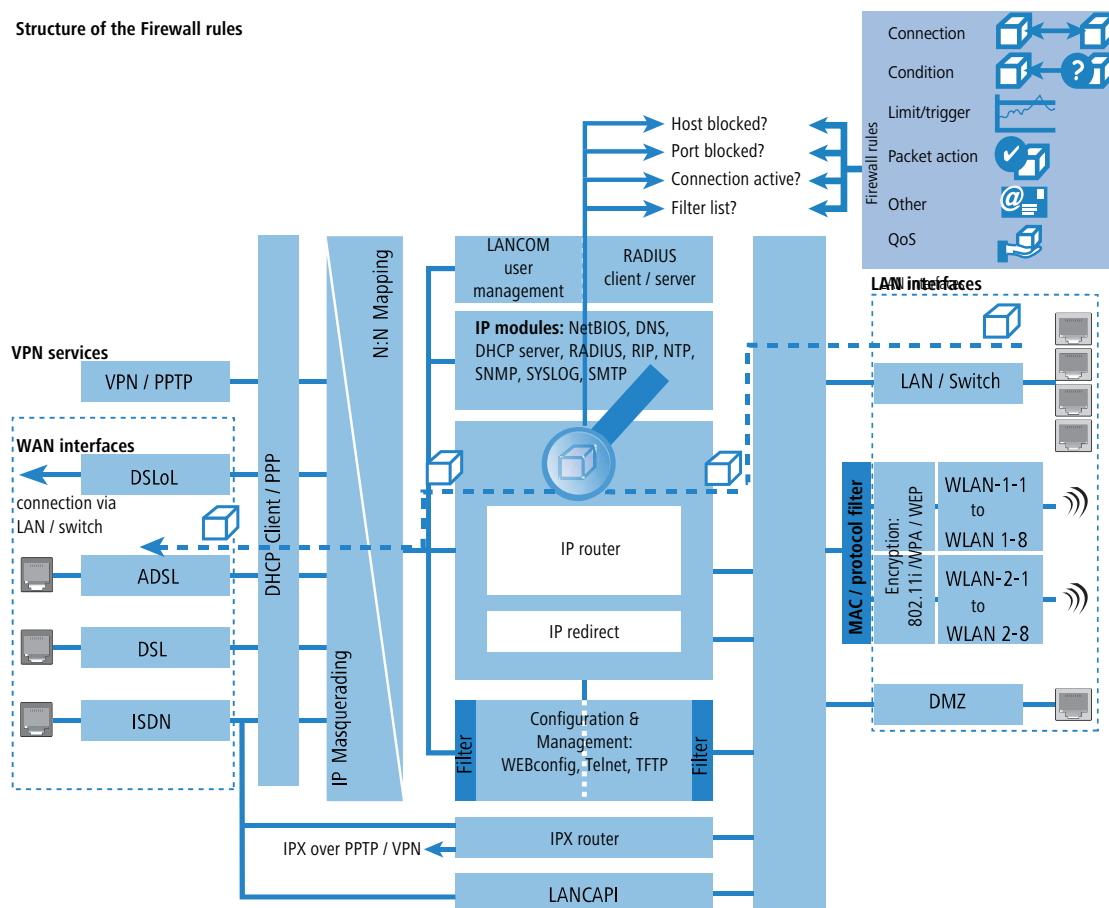 Structure of the Firewall rules
Connection
Condition
Limit/trigger
Packet action
Other
QoS
Firewall rules
Host blocked?
Port blocked?
Connection active?
Filter list?
LANCOM
user
management
RADIUS
client / server
N:N Mapping
IP modules: NetBIOS, DNS,
DHCP server, RADIUS, RIP, NTP,
SNMP, SYSLOG, SMTP
LAN interfaces
VPN services
VPN / PPTP
LAN / Switch
WAN interfaces
DSLoL
connection via
LAN / switch
ADSL
DSL
ISDN
DHCP Client / PPP
IP Masquerading
IP router
IP redirect
MAC / protocol filter
Encryption:
802.11i /WPA / WEP
WLAN-1-1
to
WLAN 1-8
WLAN-2-1
to
WLAN 2-8
DMZ
Filter
Configuration &
Management:
WEBconfig, Telnet, TFTP
Filter
IPX router
IPX over PPTP / VPN
LANCAPI